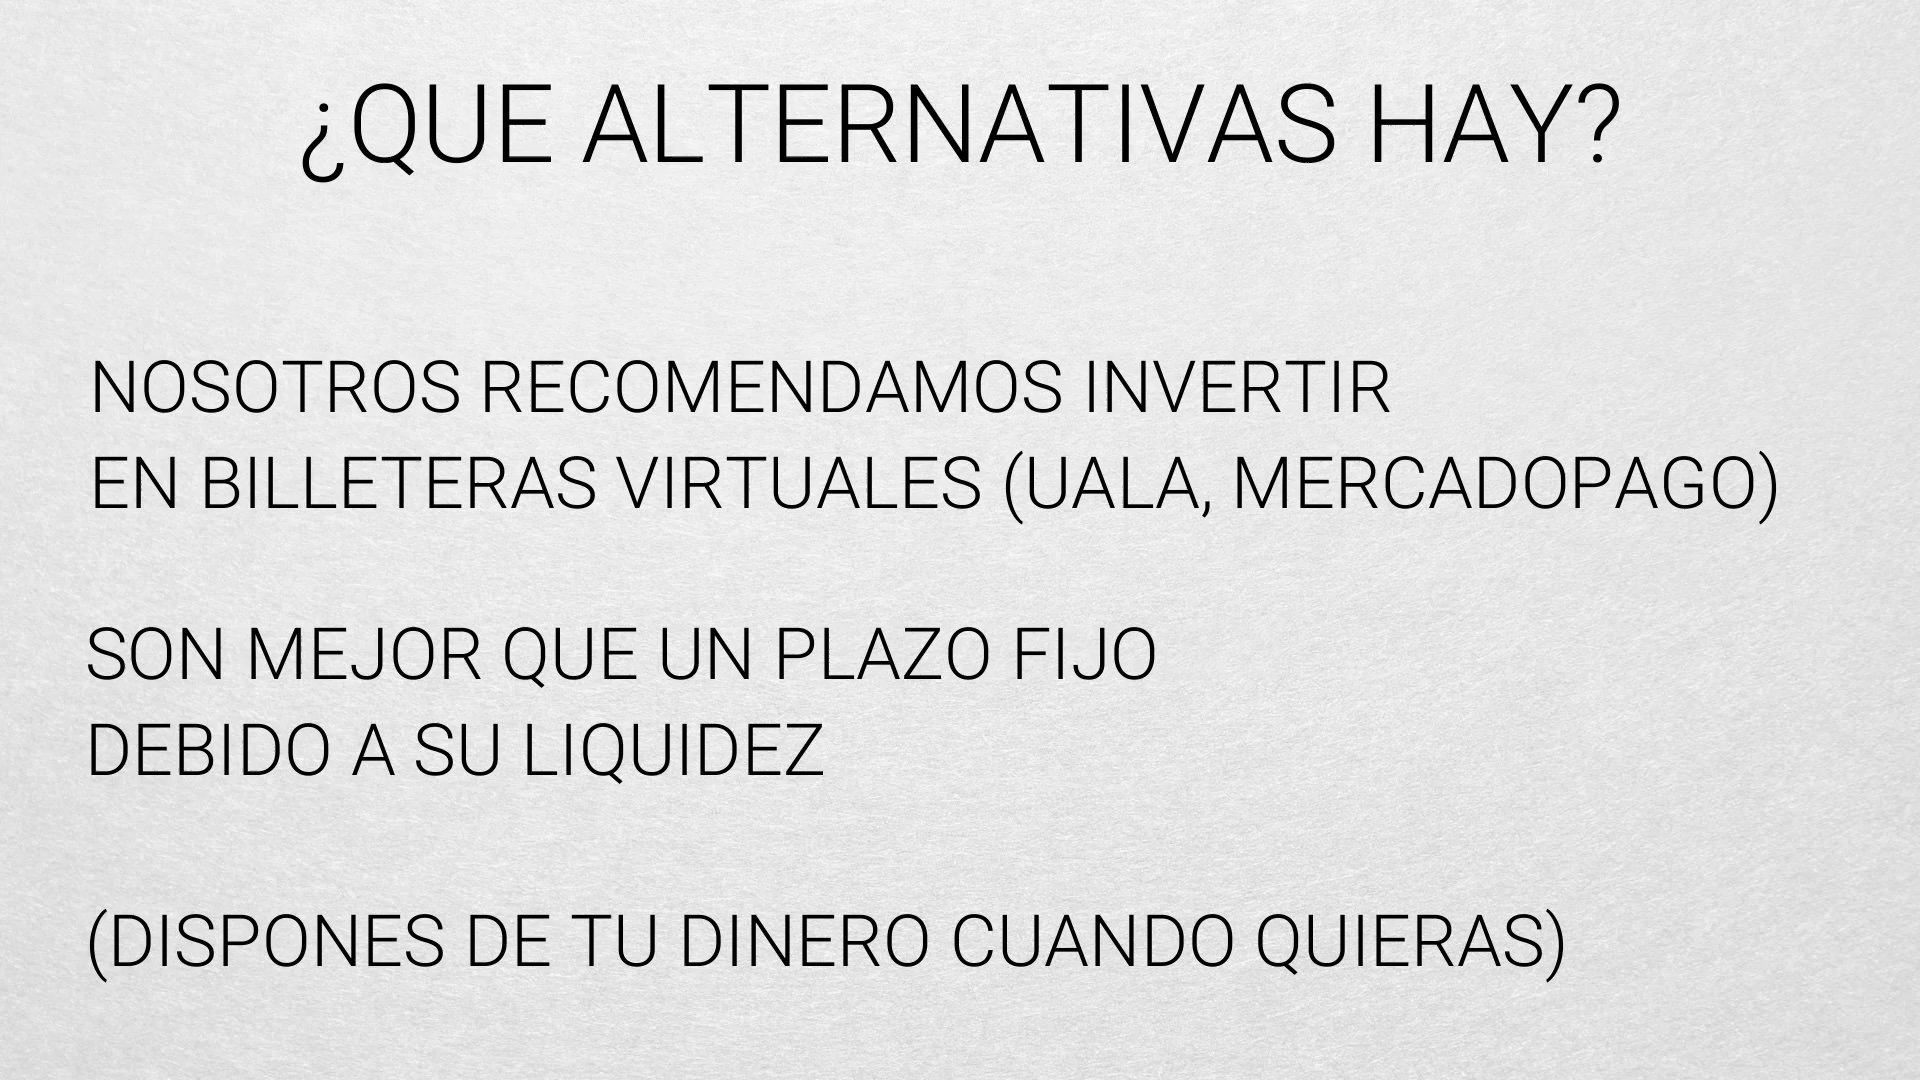 ¿QUE ALTERNATIVAS HAY?
NOSOTROS RECOMENDAMOS INVERTIR
EN BILLETERAS VIRTUALES (UALA, MERCADOPAGO)
SON MEJOR QUE UN PLAZO FIJO
DEBIDO A SU LIQUIDEZ
(DISPONES DE TU DINERO CUANDO QUIERAS)